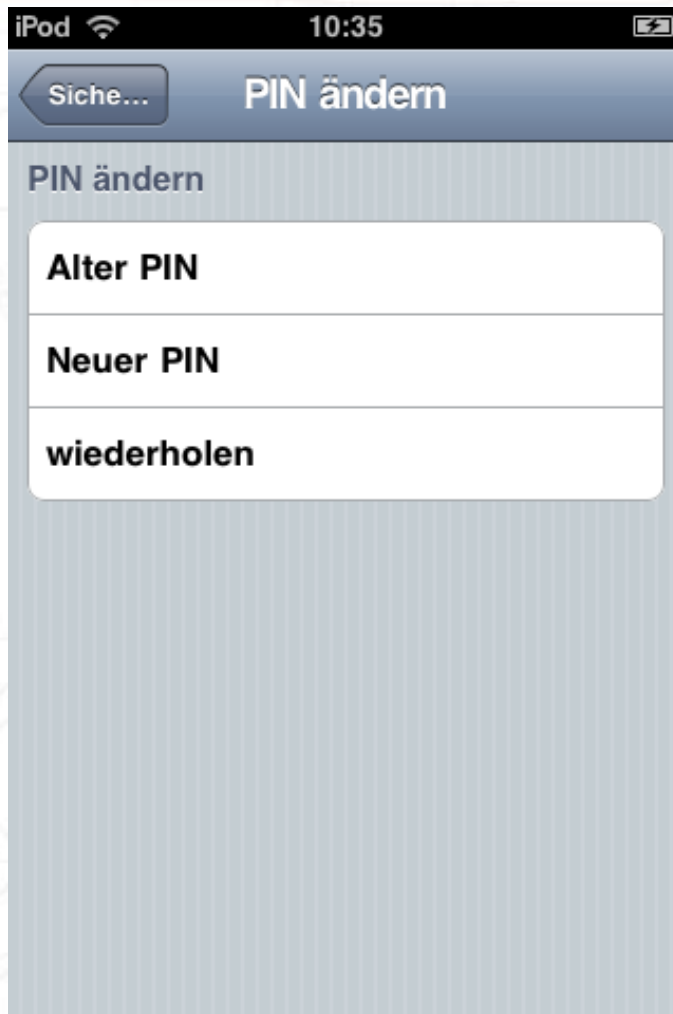 iPod 10:35
Siche... PIN ändern
PIN ändern
Alter PIN
Neuer PIN
wiederholen